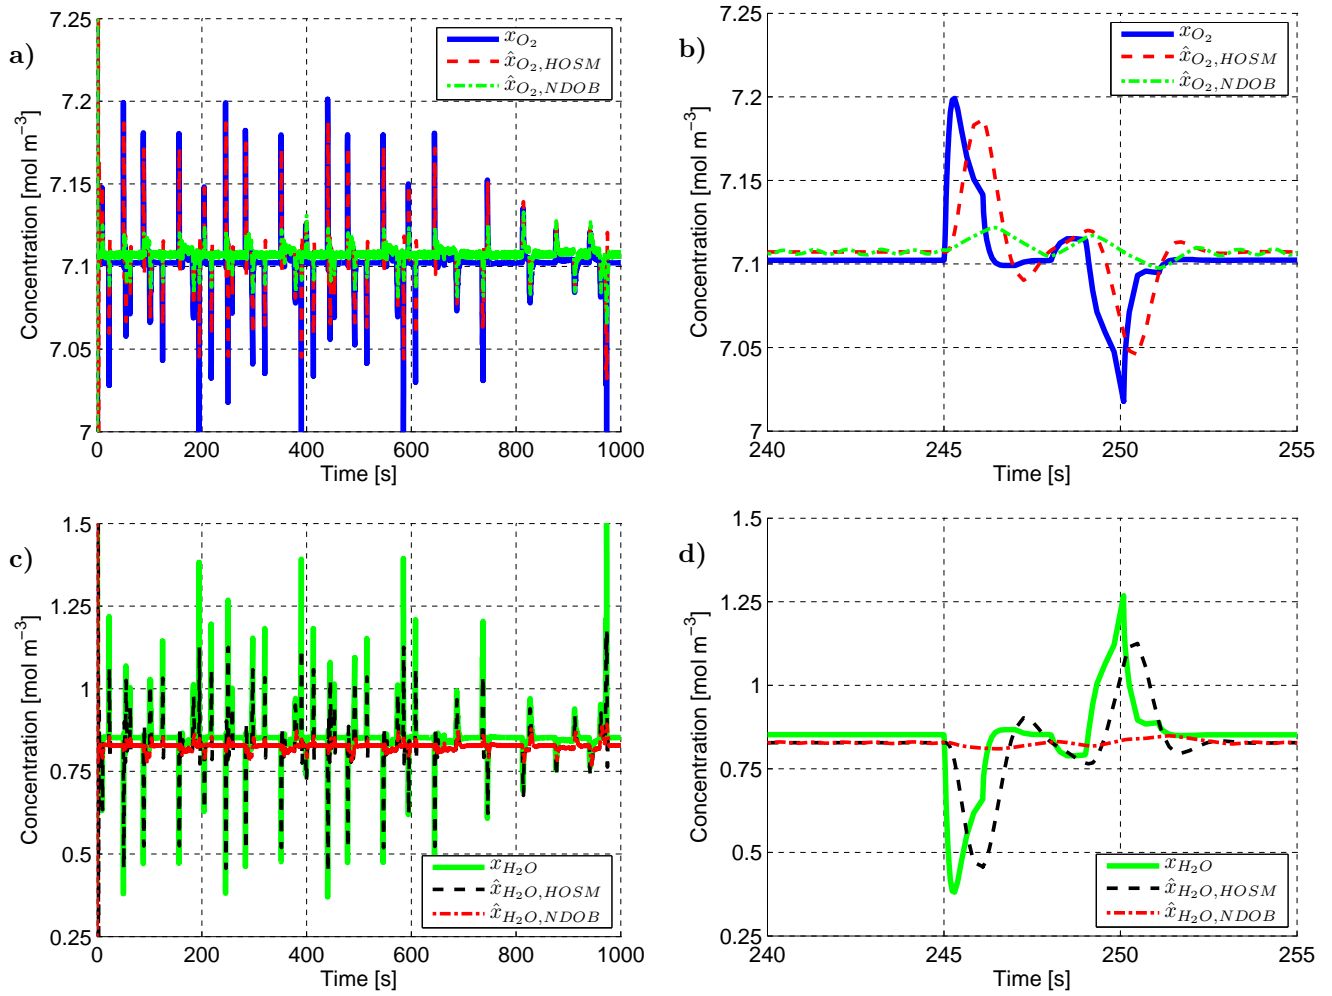 a)
7.25
7.2
7.15
7.1
7.05
7
Concentration [mol m⁻³]
0
200
400
600
800
1000
Time [s]
x_{O_2}
x̂_{O_2,HOSM}
x̂_{O_2,NDOB}
b)
7.25
7.2
7.15
7.1
7.05
7
Concentration [mol m⁻³]
240
245
250
255
Time [s]
x_{O_2}
x̂_{O_2,HOSM}
x̂_{O_2,NDOB}
c)
1.5
1.25
1
0.75
0.5
0.25
Concentration [mol m⁻³]
0
200
400
600
800
1000
Time [s]
x_{H_2O}
x̂_{H_2O,HOSM}
x̂_{H_2O,NDOB}
d)
1.5
1.25
1
0.75
0.5
0.25
Concentration [mol m⁻³]
240
245
250
255
Time [s]
x_{H_2O}
x̂_{H_2O,HOSM}
x̂_{H_2O,NDOB}